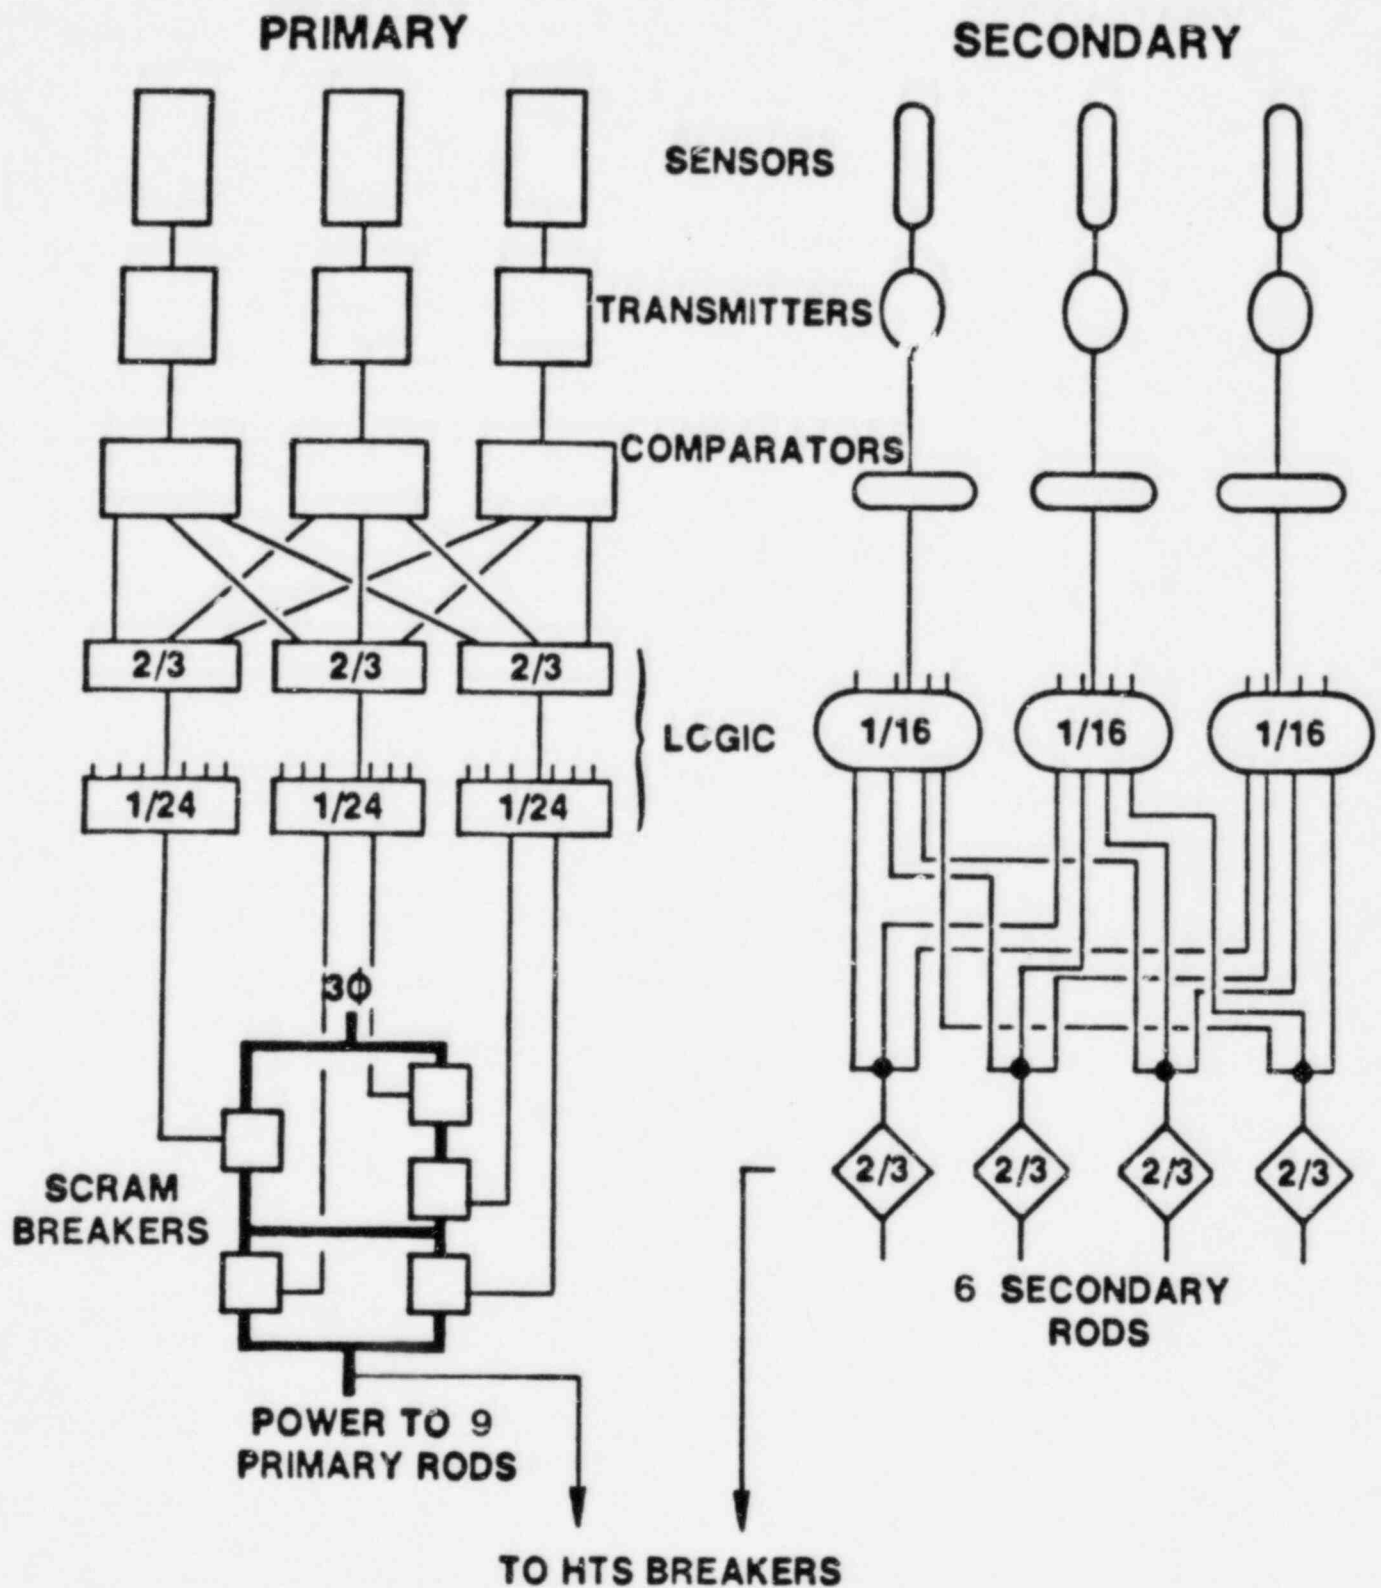 PRIMARY
SECONDARY
SENSORS
TRANSMITTERS
COMPARATORS
2/3
2/3
2/3
LOGIC
1/16
1/16
1/16
1/24
1/24
1/24
3Φ
SCRAM
BREAKERS
2/3
2/3
2/3
2/3
6 SECONDARY
RODS
POWER TO 9
PRIMARY RODS
TO HTS BREAKERS